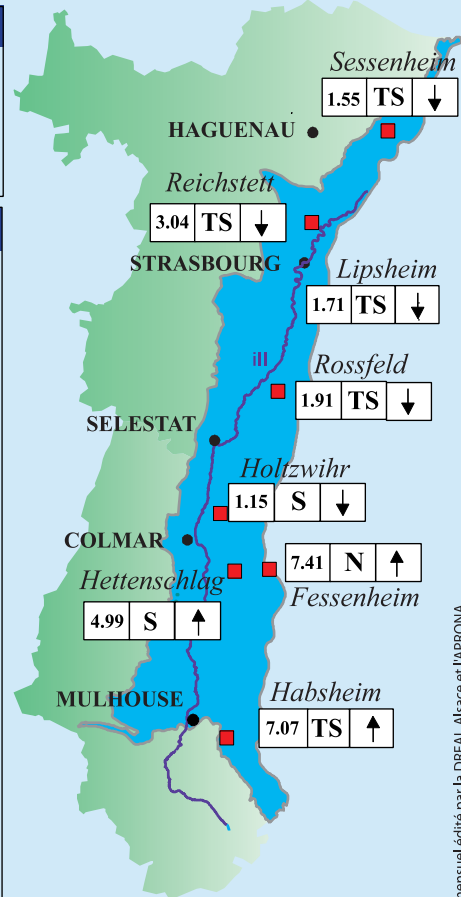 Sessenheim
1.55 TS ↓
HAGUENAU
Reichstett
3.04 TS ↓
STRASBOURG
Lipsheim
1.71 TS ↓
ill
Rossfeld
1.91 TS ↓
SELESTAT
Holtzwihr
1.15 S ↓
COLMAR
7.41 N ↑
Hettenschlag
Fessenheim
4.99 S ↑
MULHOUSE
Habsheim
7.07 TS ↑
mensuel édité par la DREAL Alsace et l'APRONA